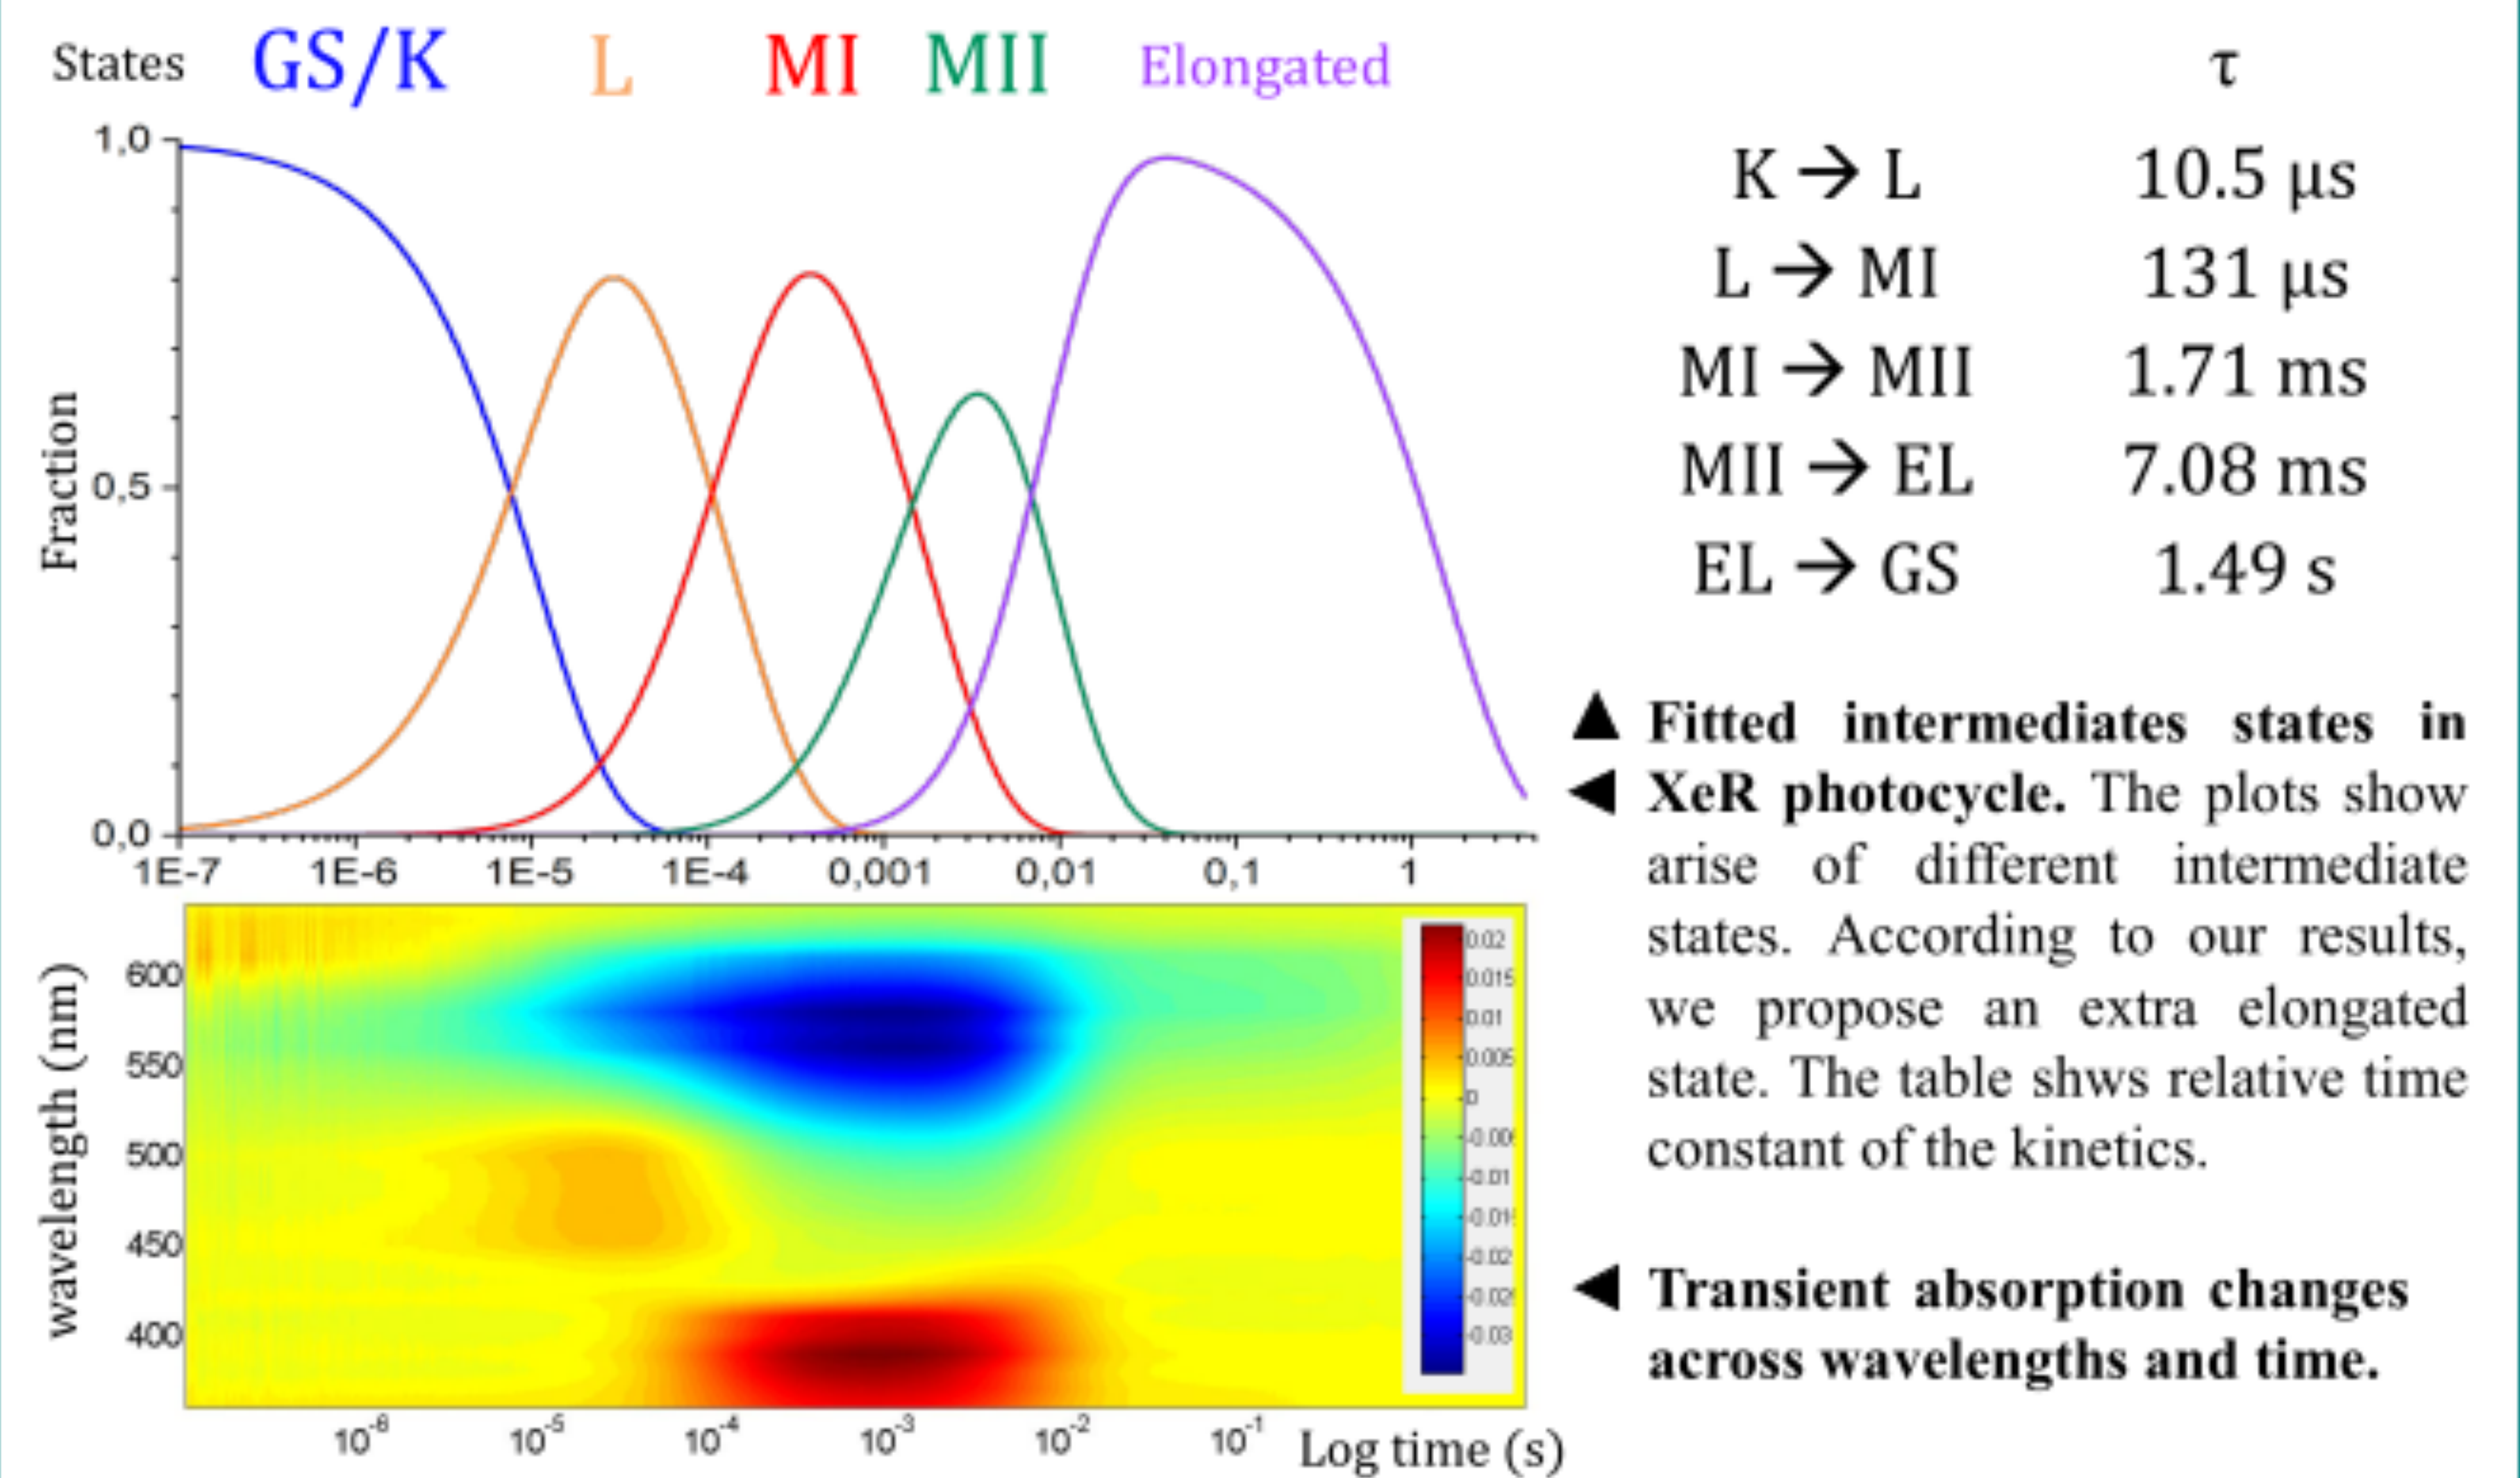 States GS/K L MI MII Elongated
τ
1,0
0,5
0,0
Fraction
1E-7 1E-6 1E-5 1E-4 0,001 0,01 0,1 1
K → L 10.5 μs
L → MI 131 μs
MI → MII 1.71 ms
MII → EL 7.08 ms
EL → GS 1.49 s
▲ Fitted intermediates states in
◀ XeR photocycle. The plots show
arise of different intermediate
states. According to our results,
we propose an extra elongated
state. The table shws relative time
constant of the kinetics.
◀ Transient absorption changes
across wavelengths and time.
wavelength (nm)
600
550
500
450
400
0.02
0.015
0.01
0.005
0
-0.01
-0.02
-0.03
10⁻⁶ 10⁻⁵ 10⁻⁴ 10⁻³ 10⁻² 10⁻¹ Log time (s)